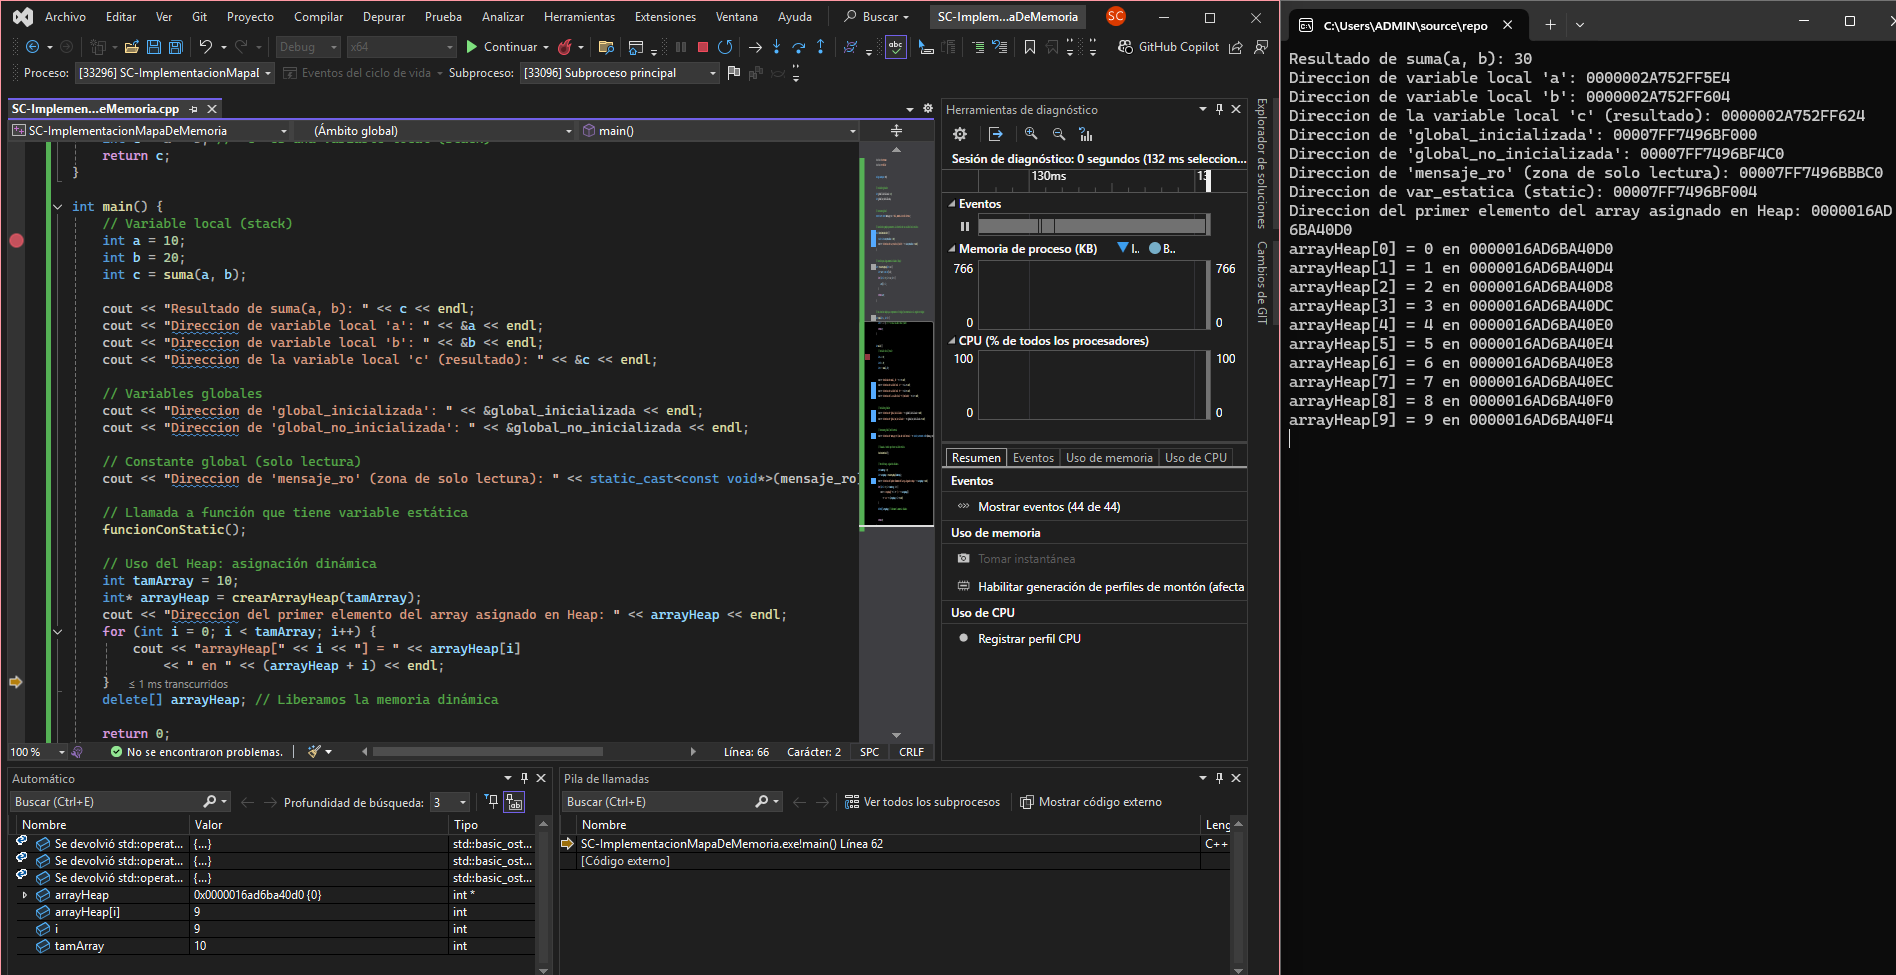 Archivo Editar Ver Git Proyecto Compilar Depurar Prueba Analizar Herramientas Extensiones Ventana Ayuda Buscar SC-Implem...aDeMemoria SC
Debug x64 Continuar abc GitHub Copilot
Proceso: [33296] SC-ImplementacionMapaI Eventos del ciclo de vida Subproceso: [33096] Subproceso principal
SC-Implemen...eMemoria.cpp
SC-ImplementacionMapaDeMemoria (Ámbito global) main()
return c;
}
int main() {
// Variable local (stack)
int a = 10;
int b = 20;
int c = suma(a, b);
cout << "Resultado de suma(a, b): " << c << endl;
cout << "Direccion de variable local 'a': " << &a << endl;
cout << "Direccion de variable local 'b': " << &b << endl;
cout << "Direccion de la variable local 'c' (resultado): " << &c << endl;
// Variables globales
cout << "Direccion de 'global_inicializada': " << &global_inicializada << endl;
cout << "Direccion de 'global_no_inicializada': " << &global_no_inicializada << endl;
// Constante global (solo lectura)
cout << "Direccion de 'mensaje_ro' (zona de solo lectura): " << static_cast<const void*>(mensaje_ro)
// Llamada a función que tiene variable estática
funcionConStatic();
// Uso del Heap: asignación dinámica
int tamArray = 10;
int* arrayHeap = crearArrayHeap(tamArray);
cout << "Direccion del primer elemento del array asignado en Heap: " << arrayHeap << endl;
for (int i = 0; i < tamArray; i++) {
cout << "arrayHeap[" << i << "] = " << arrayHeap[i]
<< " en " << (arrayHeap + i) << endl;
} ≤ 1 ms transcurridos
delete[] arrayHeap; // Liberamos la memoria dinámica
return 0;
100 % No se encontraron problemas. Línea: 66 Carácter: 2 SPC CRLF
Herramientas de diagnóstico
Sesión de diagnóstico: 0 segundos (132 ms seleccion...
130ms 13
Eventos
Memoria de proceso (KB) I.. B..
766 766
0 0
CPU (% de todos los procesadores)
100 100
0 0
Resumen Eventos Uso de memoria Uso de CPU
Eventos
Mostrar eventos (44 de 44)
Uso de memoria
Tomar instantánea
Habilitar generación de perfiles de montón (afecta
Uso de CPU
Registrar perfil CPU
Explorador de soluciones
Cambios de GIT
Automático
Buscar (Ctrl+E) Profundidad de búsqueda: 3
Nombre Valor Tipo
Se devolvió std::operat... {...} std::basic_ost...
Se devolvió std::operat... {...} std::basic_ost...
Se devolvió std::operat... {...} std::basic_ost...
arrayHeap 0x0000016ad6ba40d0 {0} int *
arrayHeap[i] 9 int
i 9 int
tamArray 10 int
Pila de llamadas
Buscar (Ctrl+E) Ver todos los subprocesos Mostrar código externo
Nombre Leng
SC-ImplementacionMapaDeMemoria.exe!main() Línea 62 C++
[Código externo]
C:\Users\ADMIN\source\repo
Resultado de suma(a, b): 30
Direccion de variable local 'a': 0000002A752FF5E4
Direccion de variable local 'b': 0000002A752FF604
Direccion de la variable local 'c' (resultado): 0000002A752FF624
Direccion de 'global_inicializada': 00007FF7496BF000
Direccion de 'global_no_inicializada': 00007FF7496BF4C0
Direccion de 'mensaje_ro' (zona de solo lectura): 00007FF7496BBBC0
Direccion de var_estatica (static): 00007FF7496BF004
Direccion del primer elemento del array asignado en Heap: 0000016AD
6BA40D0
arrayHeap[0] = 0 en 0000016AD6BA40D0
arrayHeap[1] = 1 en 0000016AD6BA40D4
arrayHeap[2] = 2 en 0000016AD6BA40D8
arrayHeap[3] = 3 en 0000016AD6BA40DC
arrayHeap[4] = 4 en 0000016AD6BA40E0
arrayHeap[5] = 5 en 0000016AD6BA40E4
arrayHeap[6] = 6 en 0000016AD6BA40E8
arrayHeap[7] = 7 en 0000016AD6BA40EC
arrayHeap[8] = 8 en 0000016AD6BA40F0
arrayHeap[9] = 9 en 0000016AD6BA40F4